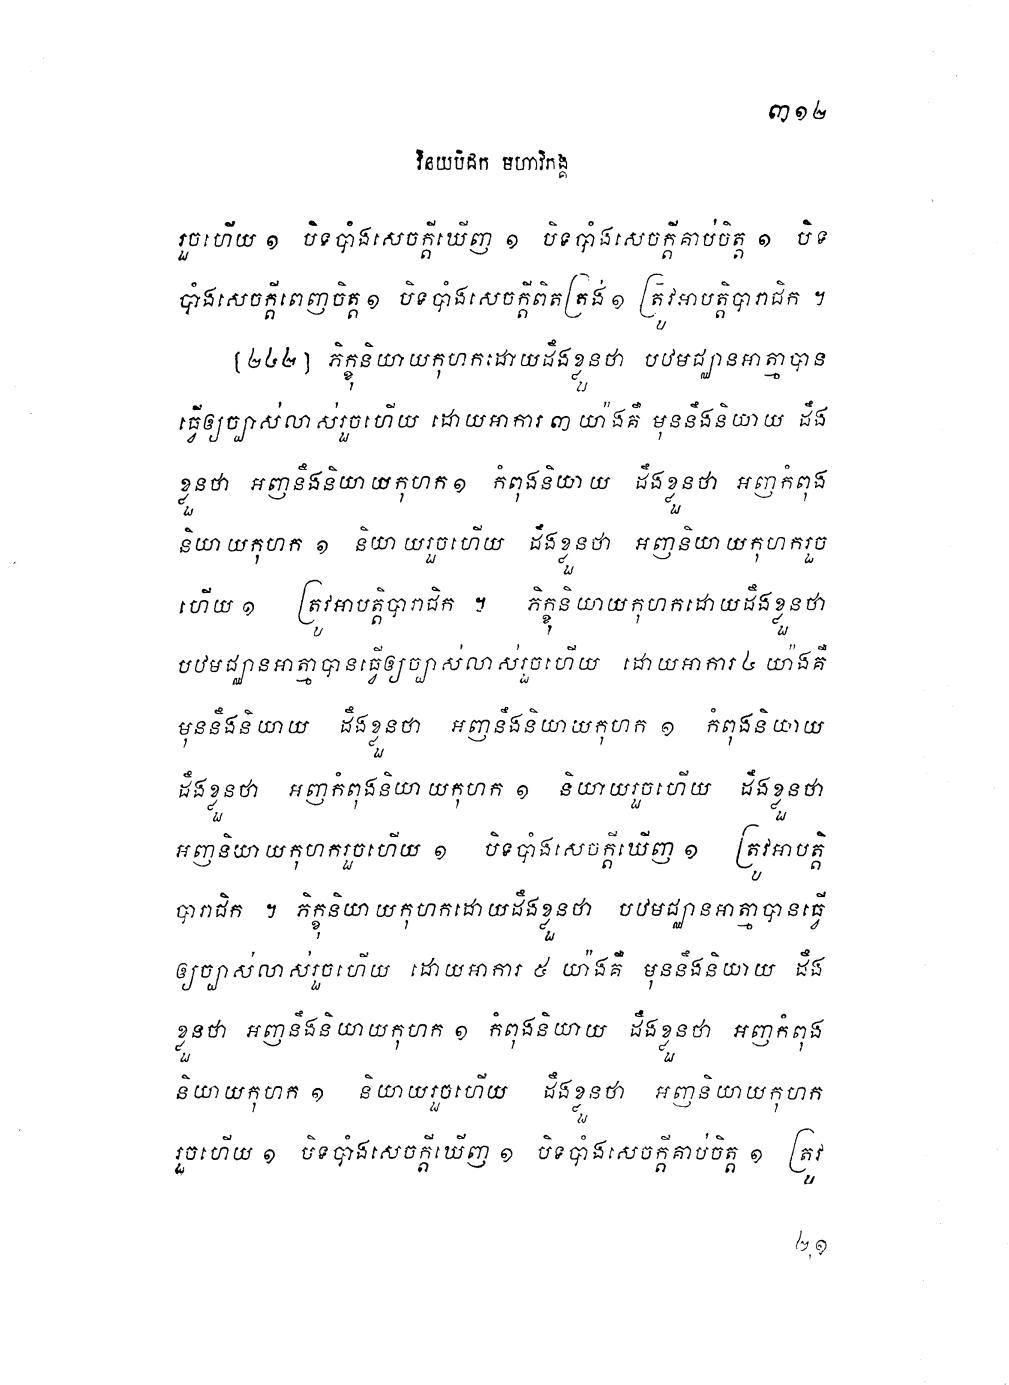 ៣១២
វិនយបិដក មហាវិភង្គ
រួចហើយ ១ បិទបាំងសេចក្តីឃើញ ១ បិទបាំងសេចក្តីគាប់ចិត្ត ១ បិទ
បាំងសេចក្តីពេញចិត្ត ១ បិទបាំងសេចក្តីពិតត្រង់ ១ ត្រូវអាបត្តិបារាជិក ។
[២៤២] ភិក្ខុនិយាយកុហកដោយដឹងខ្លួនថា បឋមជ្ឈានអាត្មាបាន
ធ្វើឲ្យច្បាស់លាស់រួចហើយ ដោយអាការ ៣ យ៉ាងគឺ មុននឹងនិយាយ ដឹង
ខ្លួនថា អញនឹងនិយាយកុហក ១ កំពុងនិយាយ ដឹងខ្លួនថា អញកំពុង
និយាយកុហក ១ និយាយរួចហើយ ដឹងខ្លួនថា អញនិយាយកុហករួច
ហើយ ១ ត្រូវអាបត្តិបារាជិក ។ ភិក្ខុនិយាយកុហកដោយដឹងខ្លួនថា
បឋមជ្ឈានអាត្មាបានធ្វើឲ្យច្បាស់លាស់រួចហើយ ដោយអាការ ៤ យ៉ាងគឺ
មុននឹងនិយាយ ដឹងខ្លួនថា អញនឹងនិយាយកុហក ១ កំពុងនិយាយ
ដឹងខ្លួនថា អញកំពុងនិយាយកុហក ១ និយាយរួចហើយ ដឹងខ្លួនថា
អញនិយាយកុហករួចហើយ ១ បិទបាំងសេចក្តីឃើញ ១ ត្រូវអាបត្តិ
បារាជិក ។ ភិក្ខុនិយាយកុហកដោយដឹងខ្លួនថា បឋមជ្ឈានអាត្មាបានធ្វើ
ឲ្យច្បាស់លាស់រួចហើយ ដោយអាការ ៥ យ៉ាងគឺ មុននឹងនិយាយ ដឹង
ខ្លួនថា អញនឹងនិយាយកុហក ១ កំពុងនិយាយ ដឹងខ្លួនថា អញកំពុង
និយាយកុហក ១ និយាយរួចហើយ ដឹងខ្លួនថា អញនិយាយកុហក
រួចហើយ ១ បិទបាំងសេចក្តីឃើញ ១ បិទបាំងសេចក្តីគាប់ចិត្ត ១ ត្រូវ